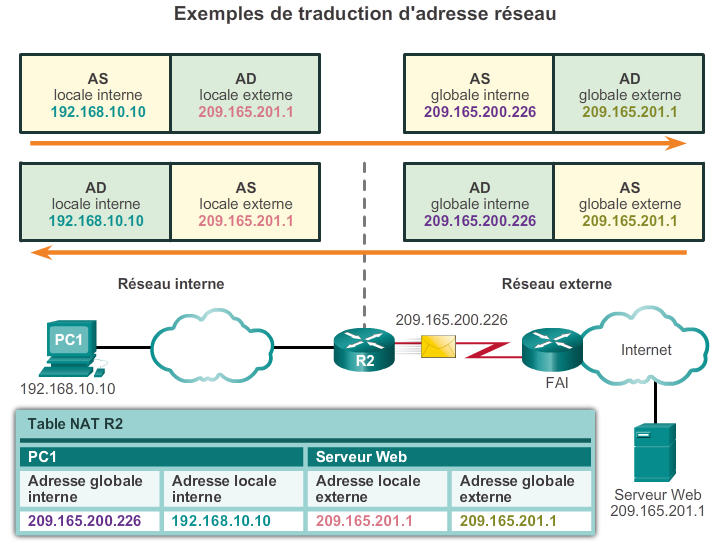 Exemples de traduction d'adresse réseau
AS
locale interne
192.168.10.10
AD
locale externe
209.165.201.1
AS
globale interne
209.165.200.226
AD
globale externe
209.165.201.1
AD
locale interne
192.168.10.10
AS
locale externe
209.165.201.1
AD
globale interne
209.165.200.226
AS
globale externe
209.165.201.1
Réseau interne
Réseau externe
PC1
192.168.10.10
R2
209.165.200.226
FAI
Internet
Serveur Web
209.165.201.1
Table NAT R2
PC1
Serveur Web
Adresse globale
interne
Adresse locale
interne
Adresse locale
externe
Adresse globale
externe
209.165.200.226
192.168.10.10
209.165.201.1
209.165.201.1